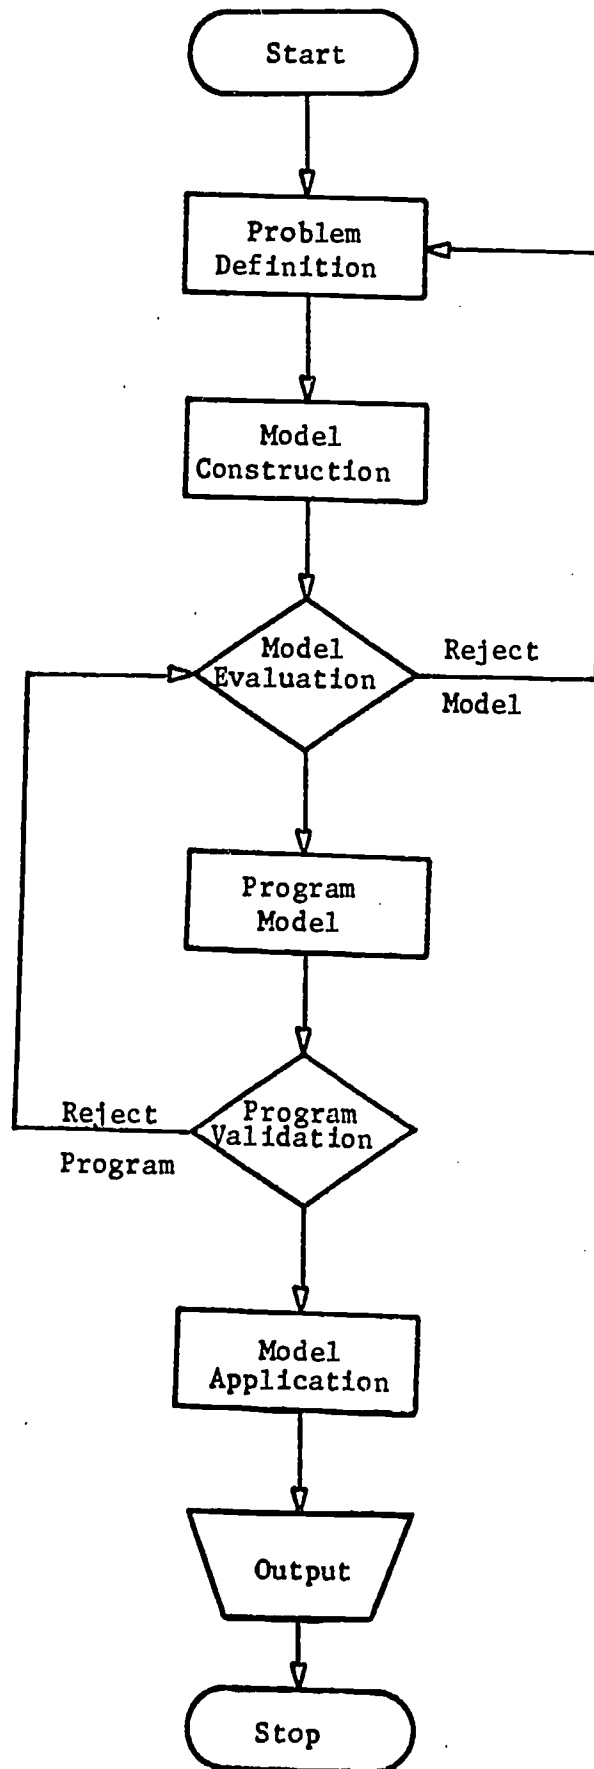 Start
Problem
Definition
Model
Construction
Model
Evaluation
Reject
Model
Program
Model
Program
Validation
Reject
Program
Model
Application
Output
Stop